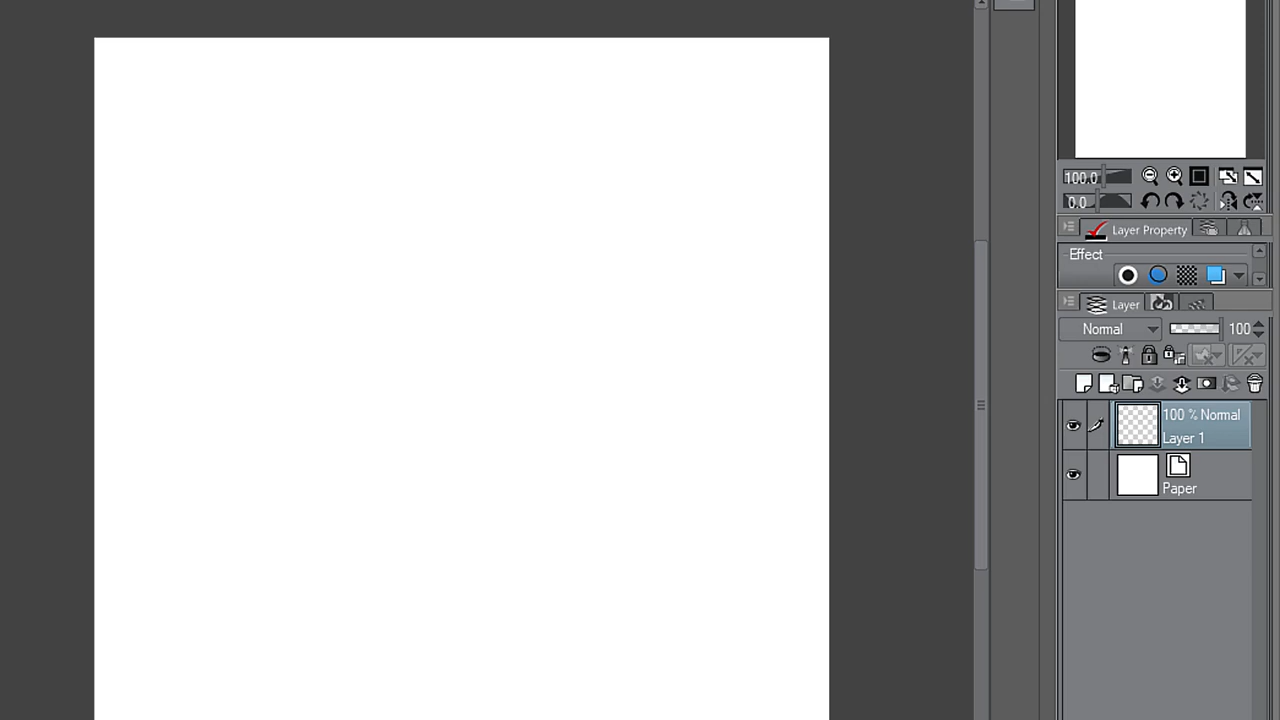 100.0
0.0
Layer Property
Effect
Layer
Normal
100
100 % Normal
Layer 1
Paper